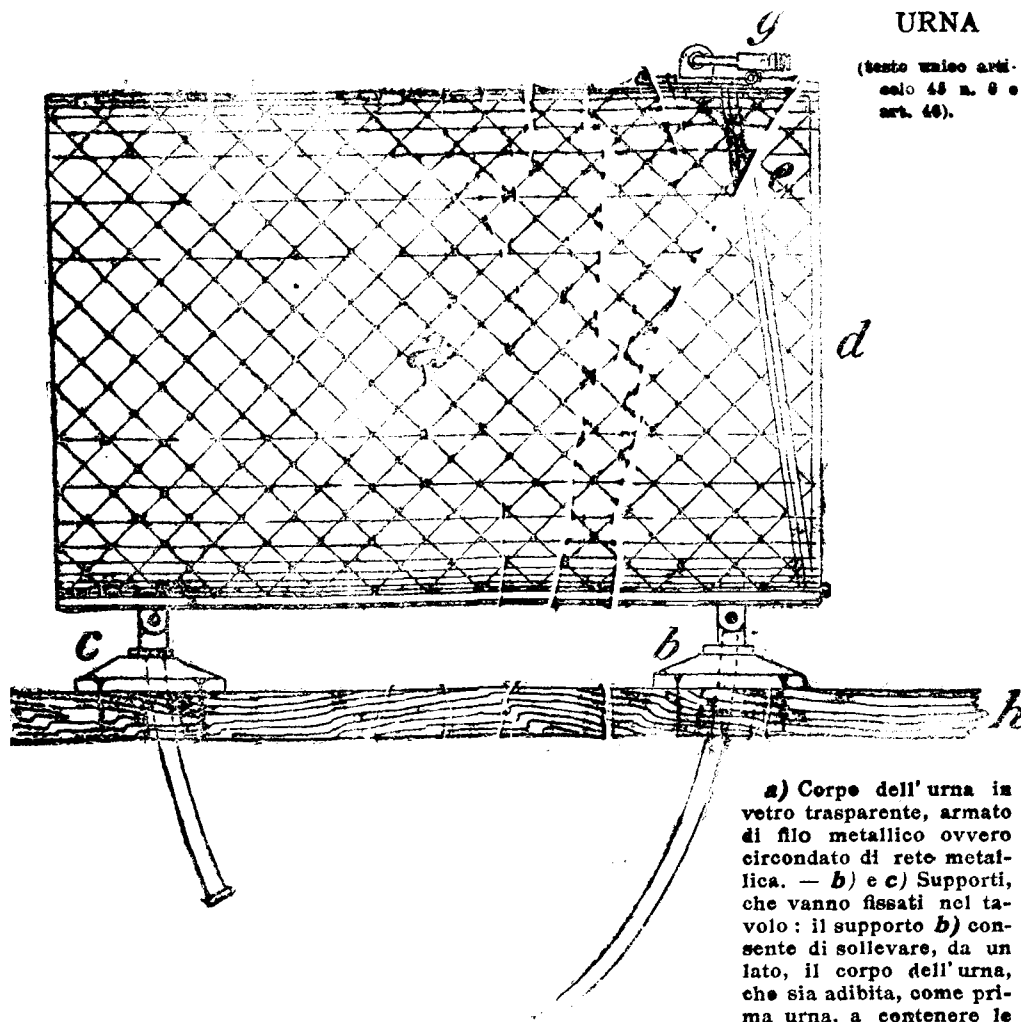 g
URNA
(testo unico arti-
colo 45 n. 6 e
art. 46).
e
d
a
c
b
h
a) Corpo dell' urna in
vetro trasparente, armato
di filo metallico ovvero
circondato di rete metal-
lica. — b) e c) Supporti,
che vanno fissati nel ta-
volo : il supporto b) con-
sente di sollevare, da un
lato, il corpo dell' urna,
che sia adibita, come pri-
ma urna, a contenere le